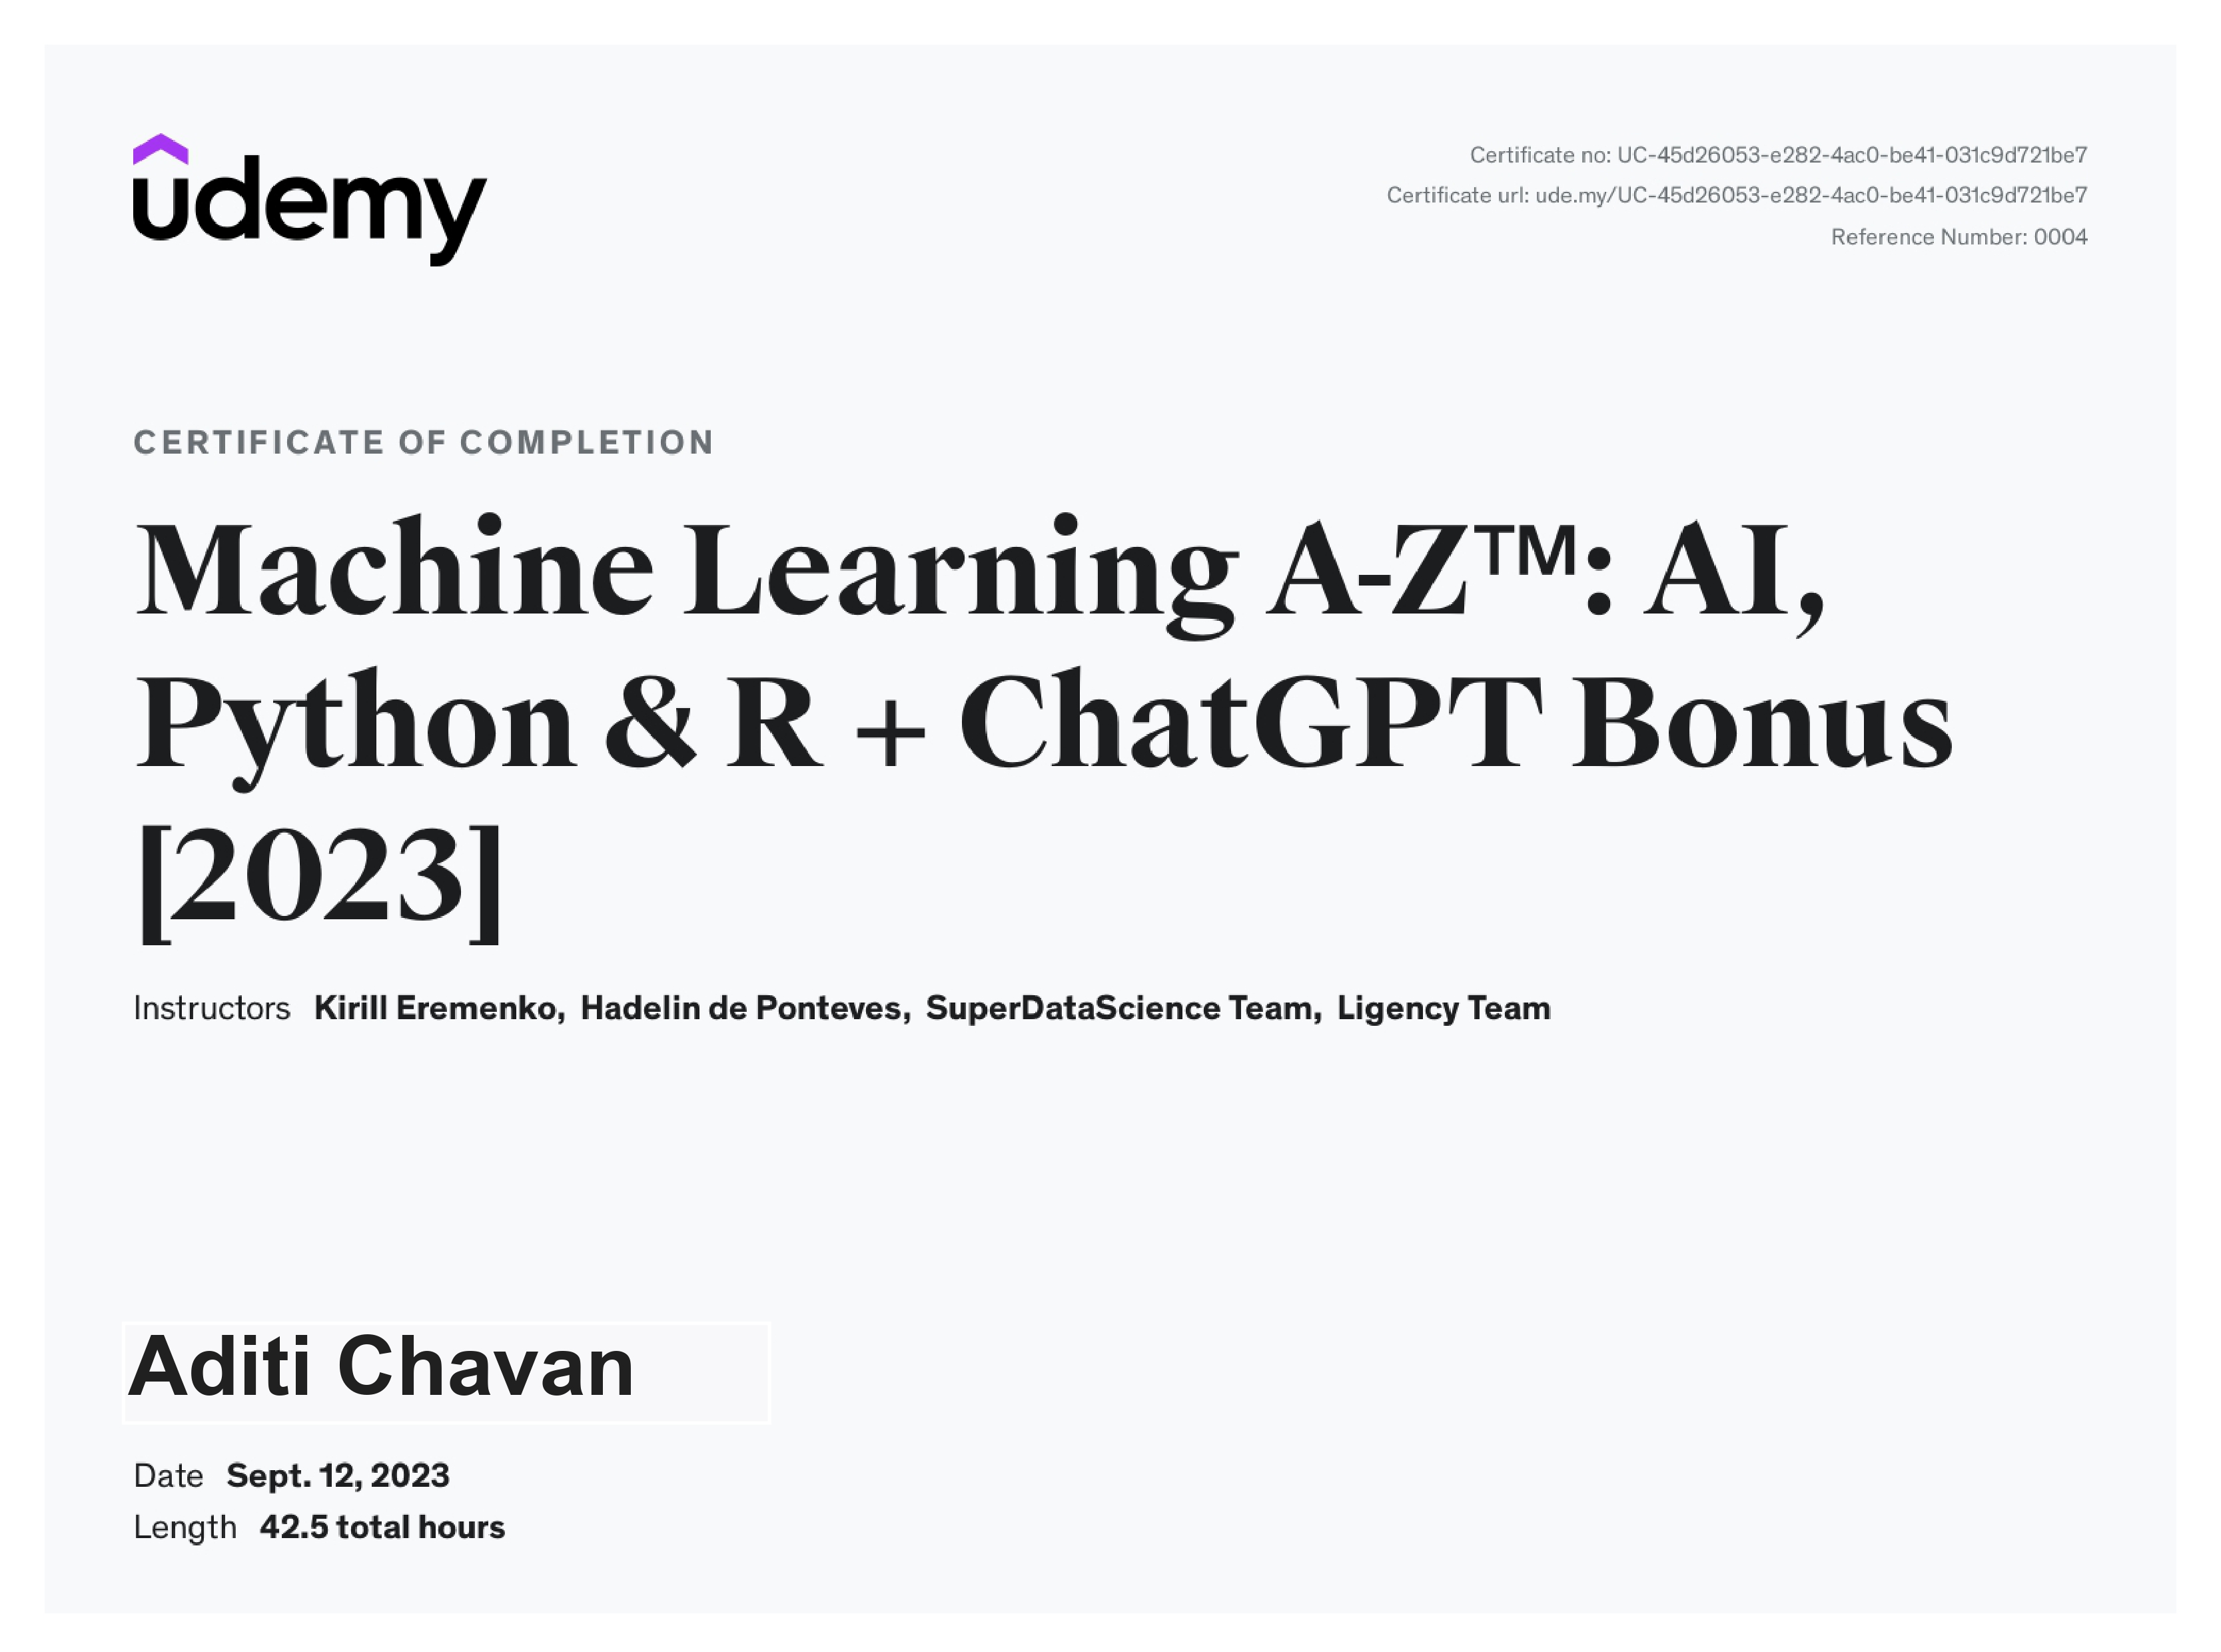 udemy
Certificate no: UC-45d26053-e282-4ac0-be41-031c9d721be7
Certificate url: ude.my/UC-45d26053-e282-4ac0-be41-031c9d721be7
Reference Number: 0004
CERTIFICATE OF COMPLETION
Machine Learning A-Z™: AI,
Python & R + ChatGPT Bonus
[2023]
Instructors Kirill Eremenko, Hadelin de Ponteves, SuperDataScience Team, Ligency Team
Aditi Chavan
Date Sept. 12, 2023
Length 42.5 total hours